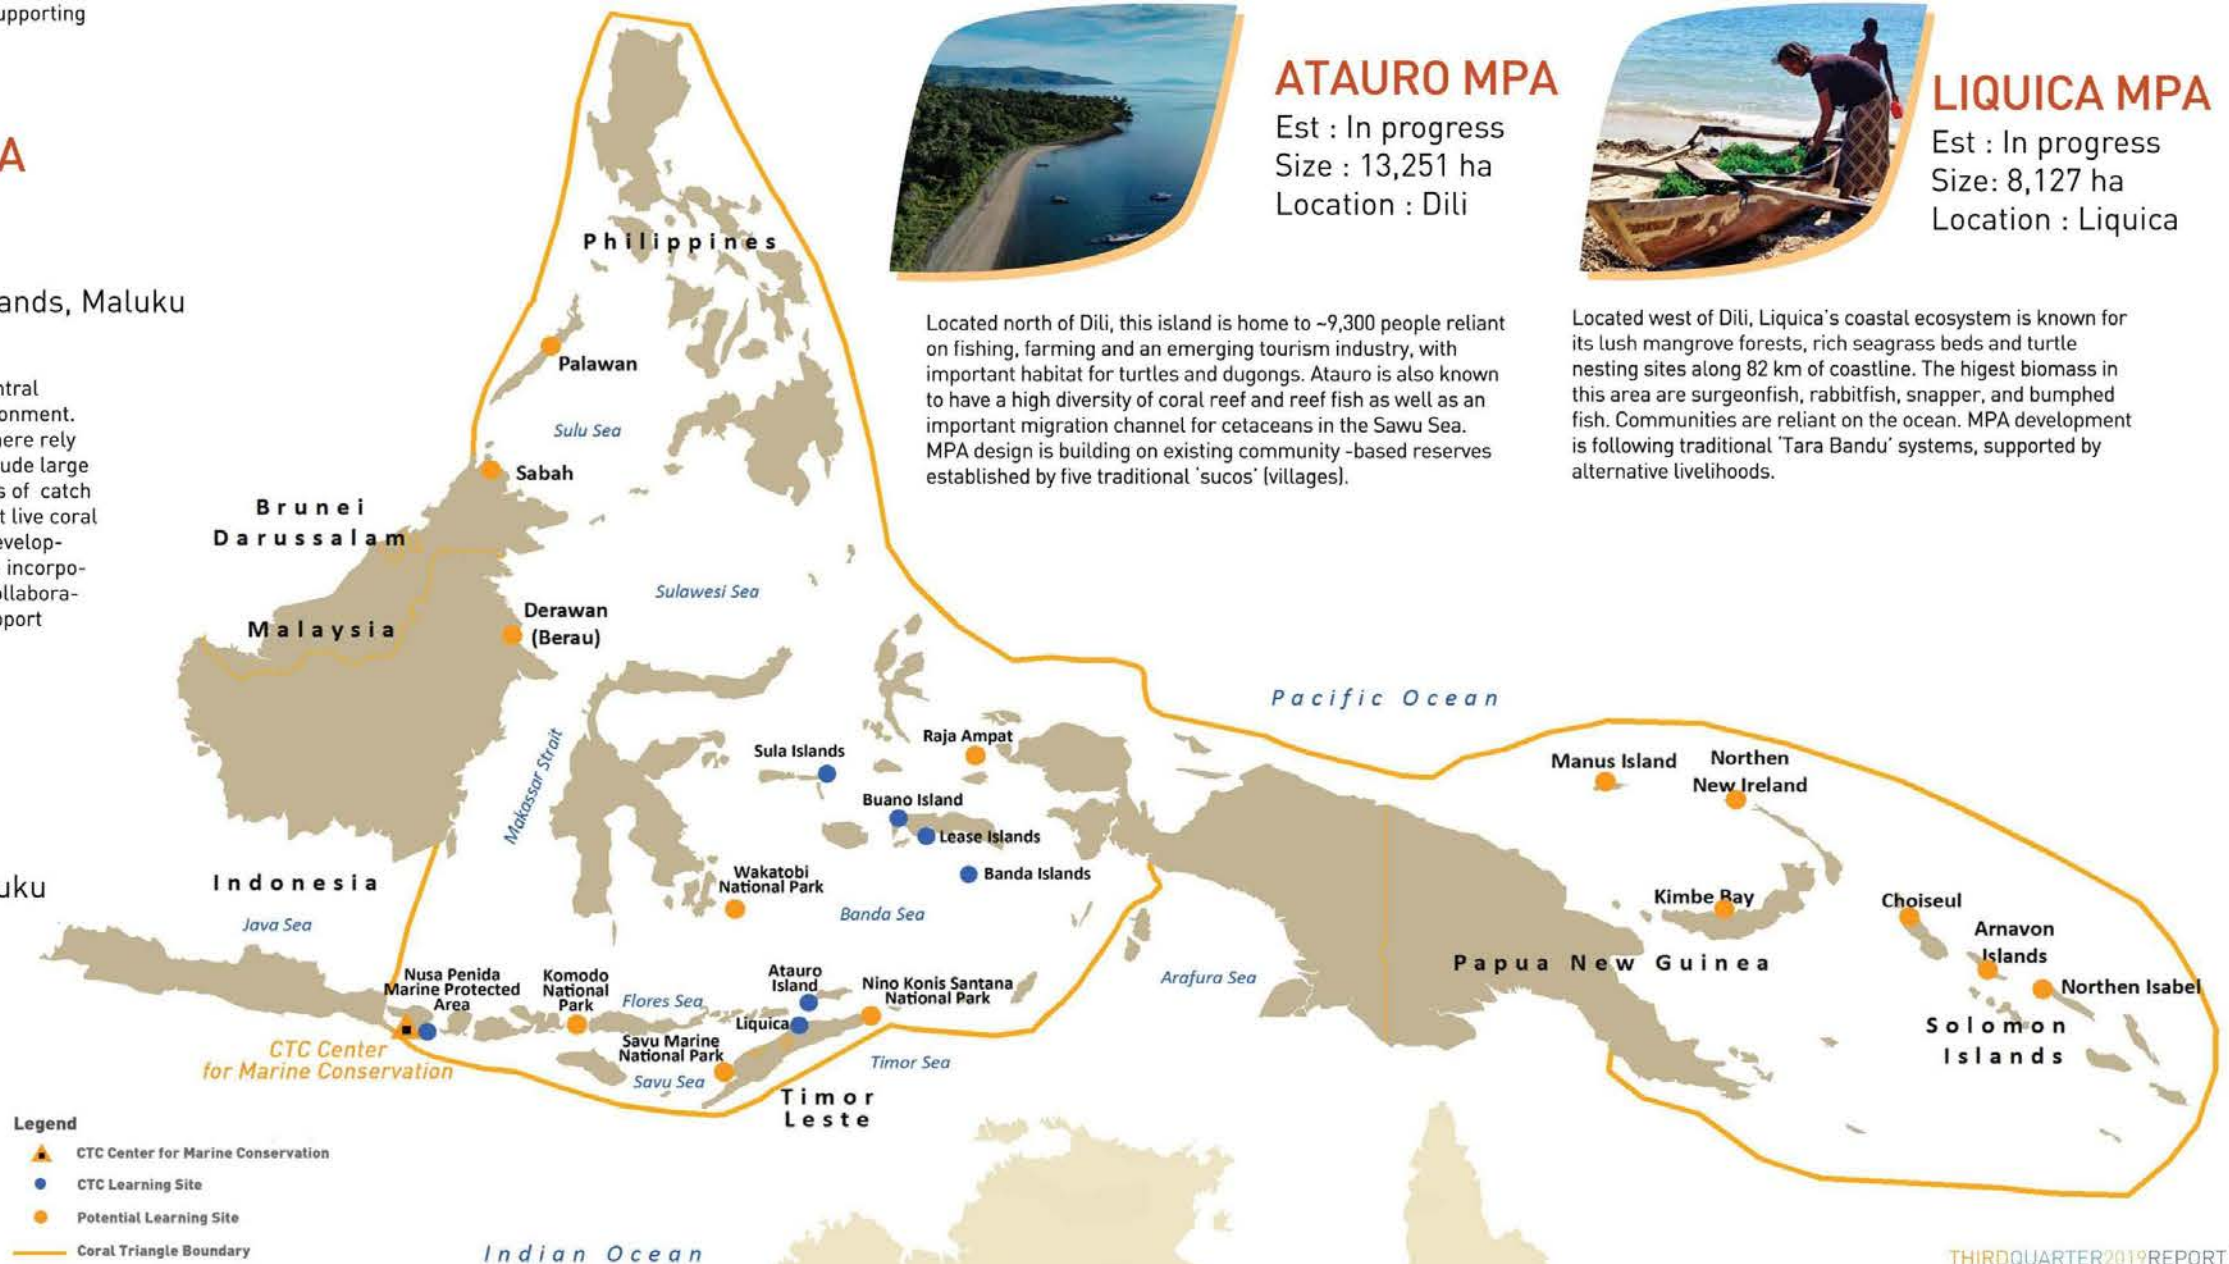 upporting
A
ands, Maluku
ntral
onment.
here rely
ude large
s of catch
t live coral
evelop-
incorpo-
ollabora-
pport
uku
ATAURO MPA
Est : In progress
Size : 13,251 ha
Location : Dili
Located north of Dili, this island is home to ~9,300 people reliant
on fishing, farming and an emerging tourism industry, with
important habitat for turtles and dugongs. Atauro is also known
to have a high diversity of coral reef and reef fish as well as an
important migration channel for cetaceans in the Sawu Sea.
MPA design is building on existing community -based reserves
established by five traditional 'sucos' (villages).
LIQUICA MPA
Est : In progress
Size: 8,127 ha
Location : Liquica
Located west of Dili, Liquica's coastal ecosystem is known for
its lush mangrove forests, rich seagrass beds and turtle
nesting sites along 82 km of coastline. The higest biomass in
this area are surgeonfish, rabbitfish, snapper, and bumphed
fish. Communities are reliant on the ocean. MPA development
is following traditional 'Tara Bandu' systems, supported by
alternative livelihoods.
Philippines
Palawan
Sulu Sea
Sabah
Brunei
Darussalam
Sulawesi Sea
Derawan
(Berau)
Malaysia
Pacific Ocean
Makassar Strait
Sula Islands
Raja Ampat
Manus Island
Northen
New Ireland
Buano Island
Lease Islands
Banda Islands
Wakatobi
National Park
Indonesia
Java Sea
Banda Sea
Kimbe Bay
Choiseul
Arnavon
Islands
Northen Isabel
Papua New Guinea
Arafura Sea
Solomon
Islands
Nusa Penida
Marine Protected
Area
Komodo
National
Park
Flores Sea
Atauro
Island
Nino Konis Santana
National Park
Liquica
Savu Marine
National Park
Savu Sea
Timor Sea
Timor
Leste
CTC Center
for Marine Conservation
Legend
CTC Center for Marine Conservation
CTC Learning Site
Potential Learning Site
Coral Triangle Boundary
Indian Ocean
THIRDQUARTER2019REPORT